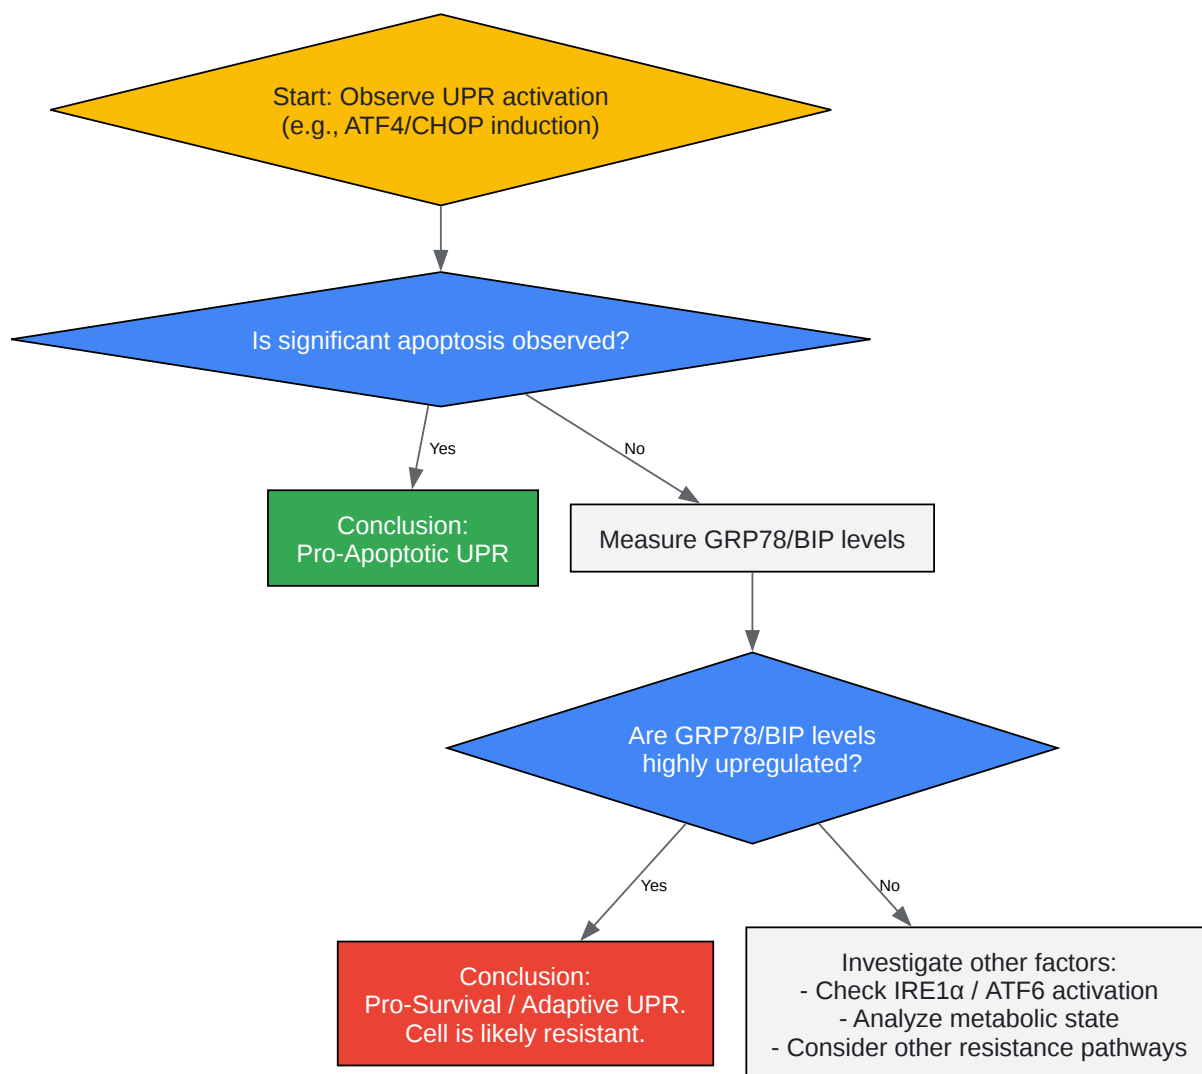 Start: Observe UPR activation
(e.g., ATF4/CHOP induction)
Is significant apoptosis observed?
Yes
No
Conclusion:
Pro-Apoptotic UPR
Measure GRP78/BIP levels
Are GRP78/BIP levels
highly upregulated?
Yes
No
Conclusion:
Pro-Survival / Adaptive UPR.
Cell is likely resistant.
Investigate other factors:
- Check IRE1α / ATF6 activation
- Analyze metabolic state
- Consider other resistance pathways